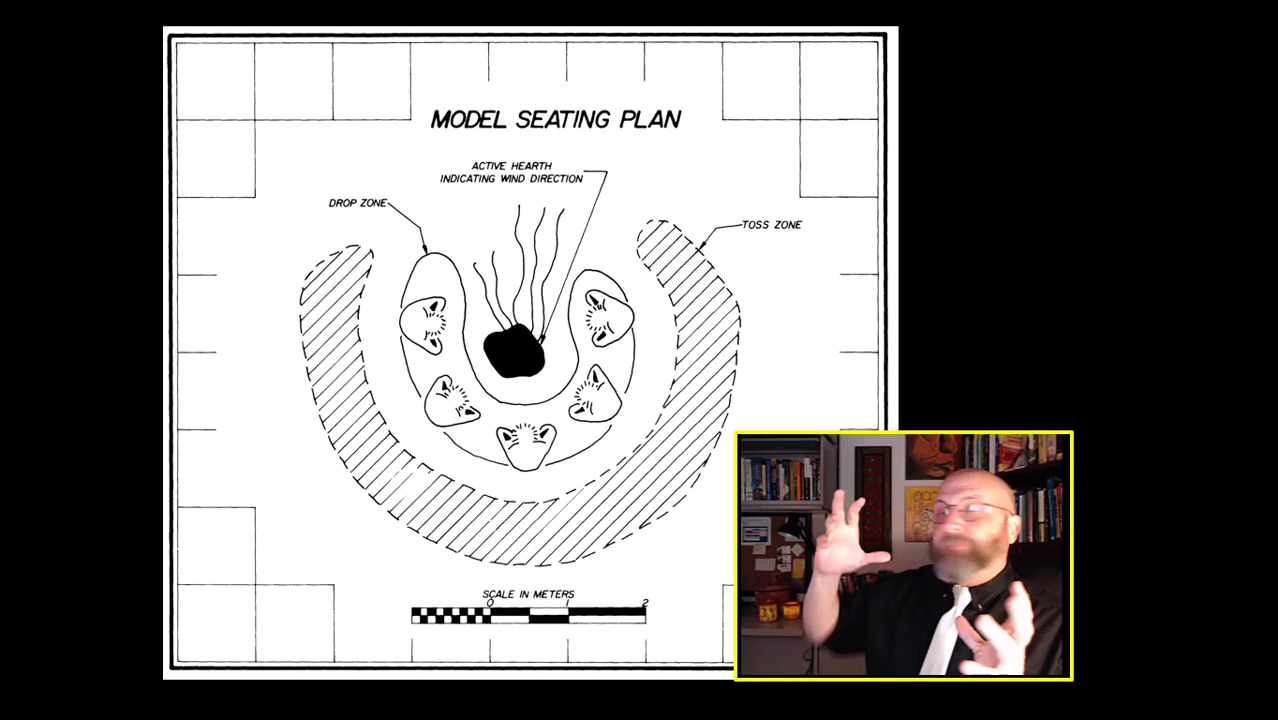 MODEL SEATING PLAN
ACTIVE HEARTH
INDICATING WIND DIRECTION
DROP ZONE
TOSS ZONE
SCALE IN METERS
0 1 2